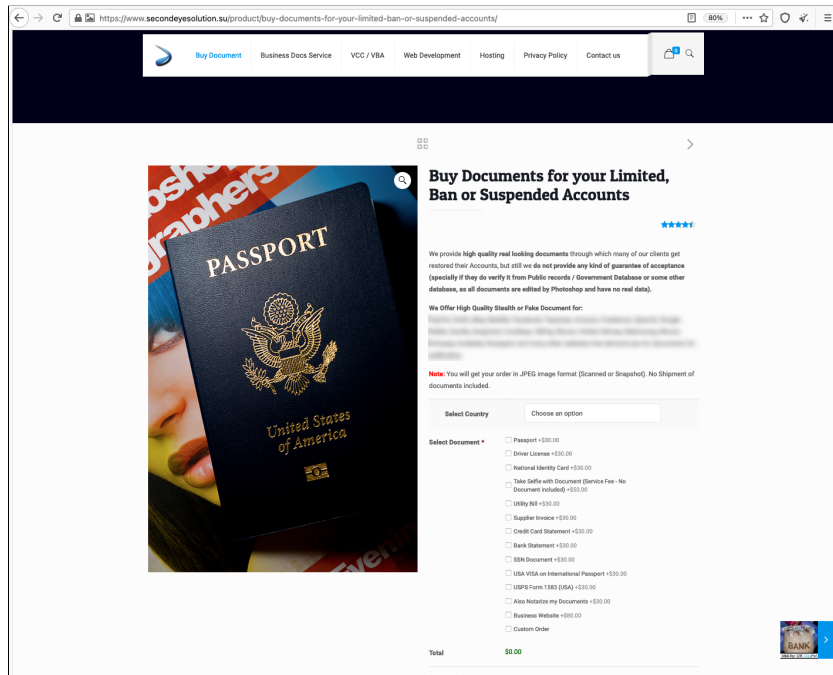 https://www.secondeyesolution.su/product/buy-documents-for-your-limited-ban-or-suspended-accounts/
80%
Buy Document
Business Docs Service
VCC / VBA
Web Development
Hosting
Privacy Policy
Contact us
0
PASSPORT
United States
of America
Buy Documents for your Limited,
Ban or Suspended Accounts
We provide high quality real looking documents through which many of our clients get
restored their Accounts, but still we do not provide any kind of guarantee of acceptance
(specially if they do verify It from Public records / Government Database or some other
database, as all documents are edited by Photoshop and have no real data).
We Offer High Quality Stealth or Fake Document for:
Note: You will get your order in JPEG image format (Scanned or Snapshot). No Shipment of
documents included.
Select Country
Choose an option
Select Document *
Passport +$30.00
Driver License +$30.00
National Identity Card +$30.00
Take Selfie with Document (Service Fee - No
Document included) +$50.00
Utility Bill +$30.00
Supplier Invoice +$30.00
Credit Card Statement +$30.00
Bank Statement +$30.00
SSN Document +$30.00
USA VISA on International Passport +$30.00
USPS Form 1583 (USA) +$30.00
Also Notarize my Documents +$30.00
Business Website +$80.00
Custom Order
BANK
Total
$0.00